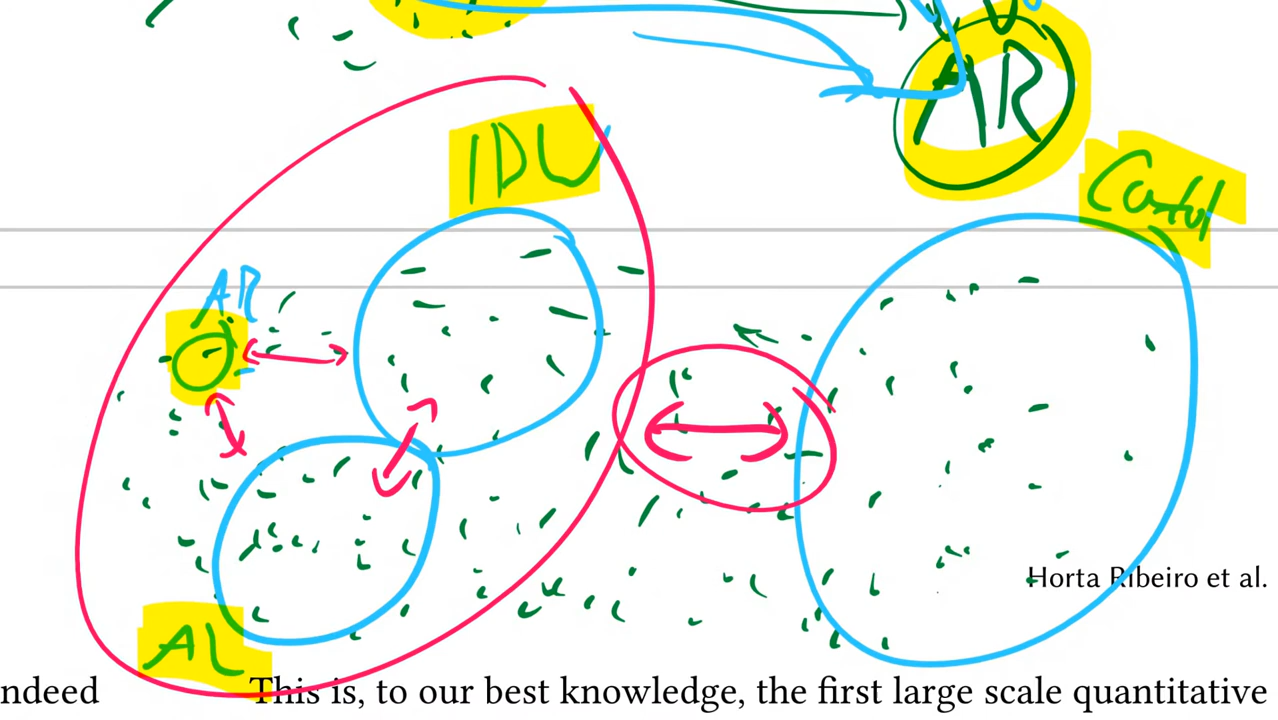 AR
IDW
Contol
AR
Horta Ribeiro et al.
AL
ndeed This is, to our best knowledge, the first large scale quantitative